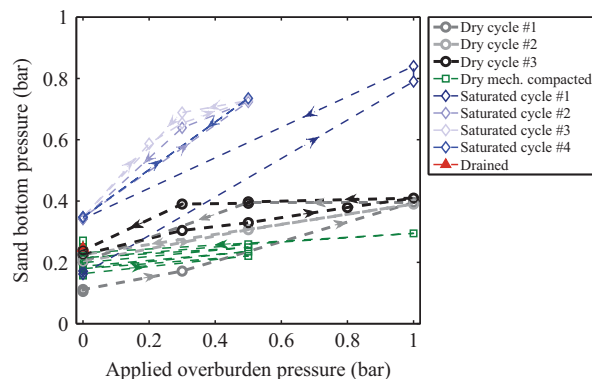 1
0.8
0.6
0.4
0.2
0
0
0.2
0.4
0.6
0.8
1
Sand bottom pressure (bar)
Applied overburden pressure (bar)
Dry cycle #1
Dry cycle #2
Dry cycle #3
Dry mech. compacted
Saturated cycle #1
Saturated cycle #2
Saturated cycle #3
Saturated cycle #4
Drained